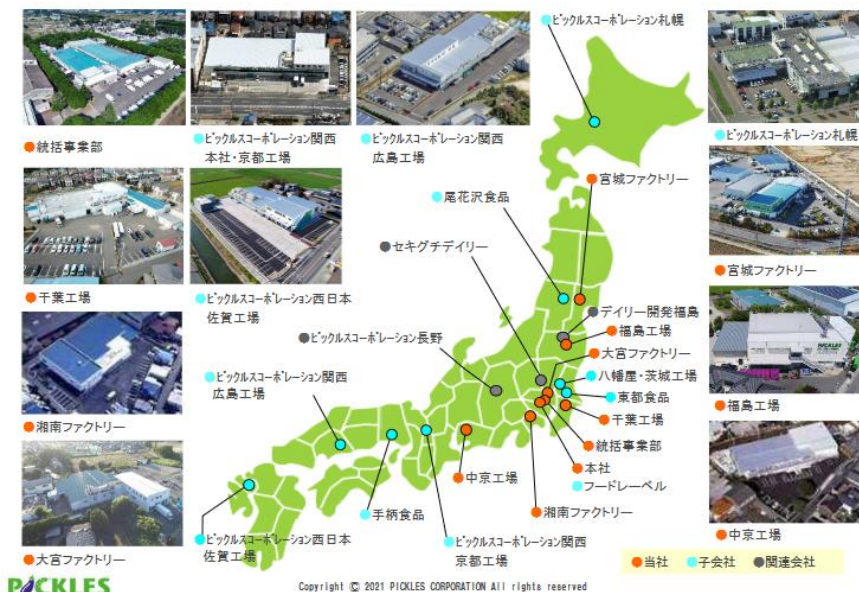 ●統括事業部
●ピックルスコーポレーション関西
本社・京都工場
●ピックルスコーポレーション関西
広島工場
●ピックルスコーポレーション札幌
●ピックルスコーポレーション札幌
●千葉工場
●ピックルスコーポレーション西日本
佐賀工場
●尾花沢食品
●宮城ファクトリー
●セキグチデイリー
●宮城ファクトリー
●デイリー開発福島
●福島工場
●ピックルスコーポレーション長野
●大宮ファクトリー
●ピックルスコーポレーション関西
広島工場
●八幡屋・茨城工場
●東都食品
●千葉工場
PICKLES
●福島工場
●湘南ファクトリー
●統括事業部
●本社
●フードレーベル
●中京工場
●湘南ファクトリー
●手柄食品
●ピックルスコーポレーション西日本
佐賀工場
●ピックルスコーポレーション関西
京都工場
●中京工場
●大宮ファクトリー
●当社 ●子会社 ●関連会社
PICKLES
Copyright © 2021 PICKLES CORPORATION All rights reserved